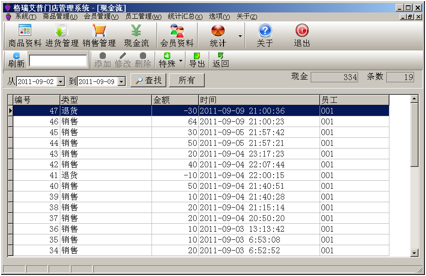 格瑞艾普门店管理系统 - [现金流]
系统(T) 商品管理(U) 会员管理(V) 员工管理(W) 统计汇总(X) 选项(Y) 关于(Z)
商品资料 进货管理 销售管理 现金流 会员资料 统计 关于 退出
刷新 添加 修改 删除 特殊 导出 返回
从 2011-09-02 到 2011-09-09 查找 所有 现金 334 条数 19
编号 类型 金额 时间 员工
47 退货 -30 2011-09-09 21:00:36 001
46 销售 64 2011-09-09 21:00:23 001
45 销售 30 2011-09-05 21:57:42 001
44 销售 50 2011-09-05 21:57:21 001
43 销售 20 2011-09-04 23:17:23 001
42 销售 40 2011-09-04 22:07:44 001
41 退货 -10 2011-09-04 22:00:15 001
40 销售 50 2011-09-04 21:40:51 001
39 销售 10 2011-09-04 21:40:28 001
38 销售 20 2011-09-04 21:15:14 001
37 销售 20 2011-09-04 20:50:20 001
36 销售 10 2011-09-03 13:13:42 001
35 销售 10 2011-09-03 6:53:08 001
34 销售 20 2011-09-03 6:52:52 001